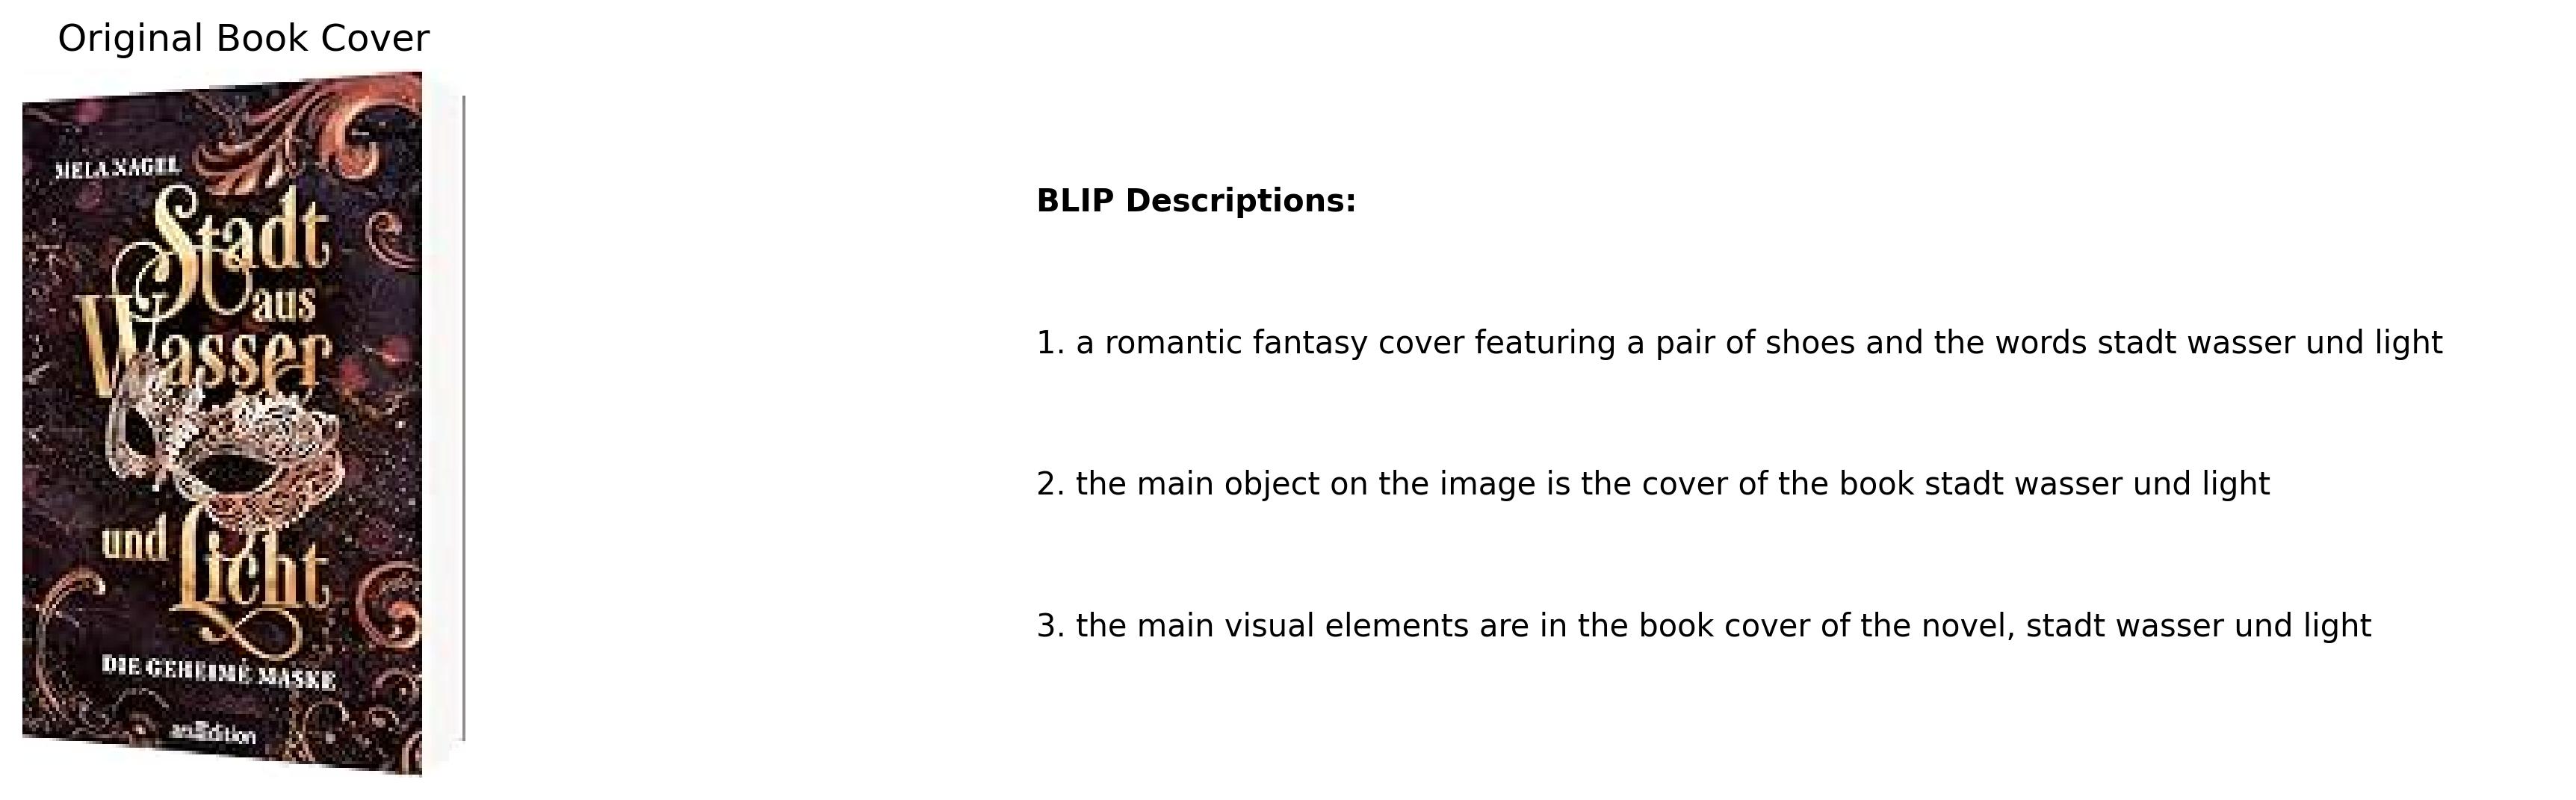 Original Book Cover
MELA NAGEL
Stadt
aus
Wasser
und Licht
DIE GEHEIME MASKE
arsEdition
BLIP Descriptions:
1. a romantic fantasy cover featuring a pair of shoes and the words stadt wasser und light
2. the main object on the image is the cover of the book stadt wasser und light
3. the main visual elements are in the book cover of the novel, stadt wasser und light